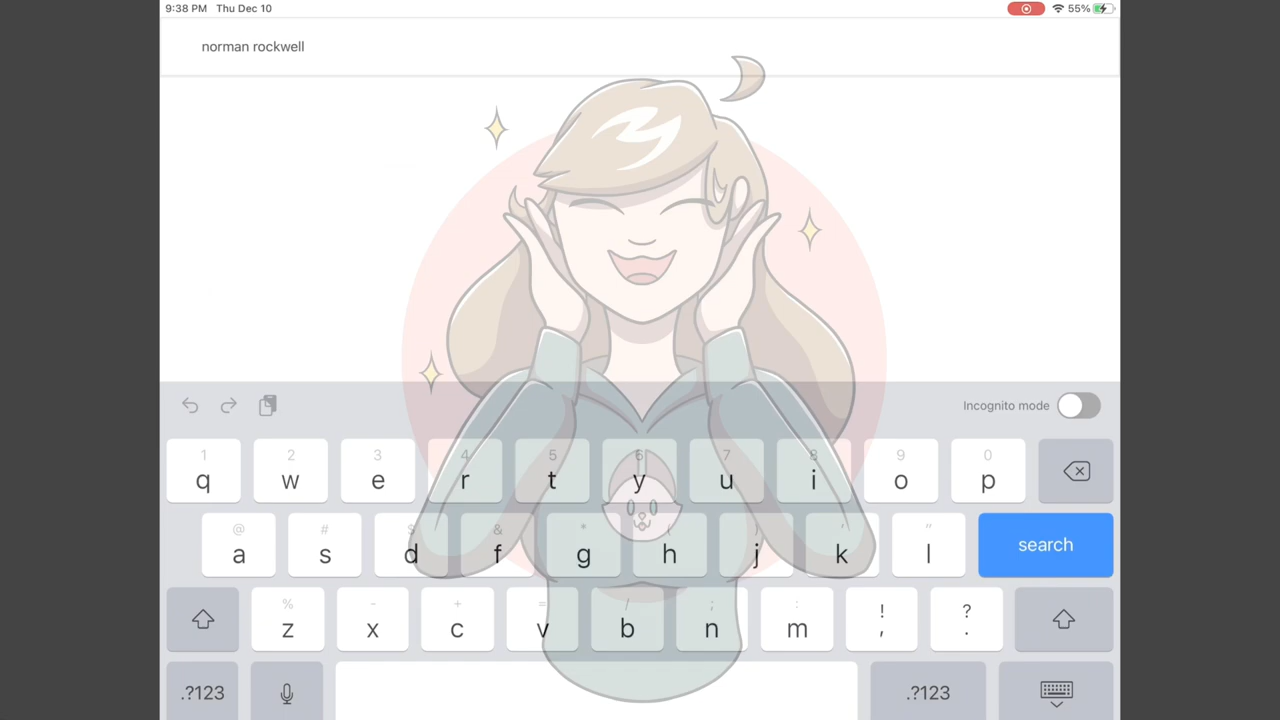 9:38 PM Thu Dec 10 55%
norman rockwell
Incognito mode
1 2 3 4 5 6 7 8 9 0
q w e r t y u i o p
@ # $ & * ( ) ' "
a s d f g h j k l search
% - + = / ; : ! ?
z x c v b n m , .
.?123 .?123